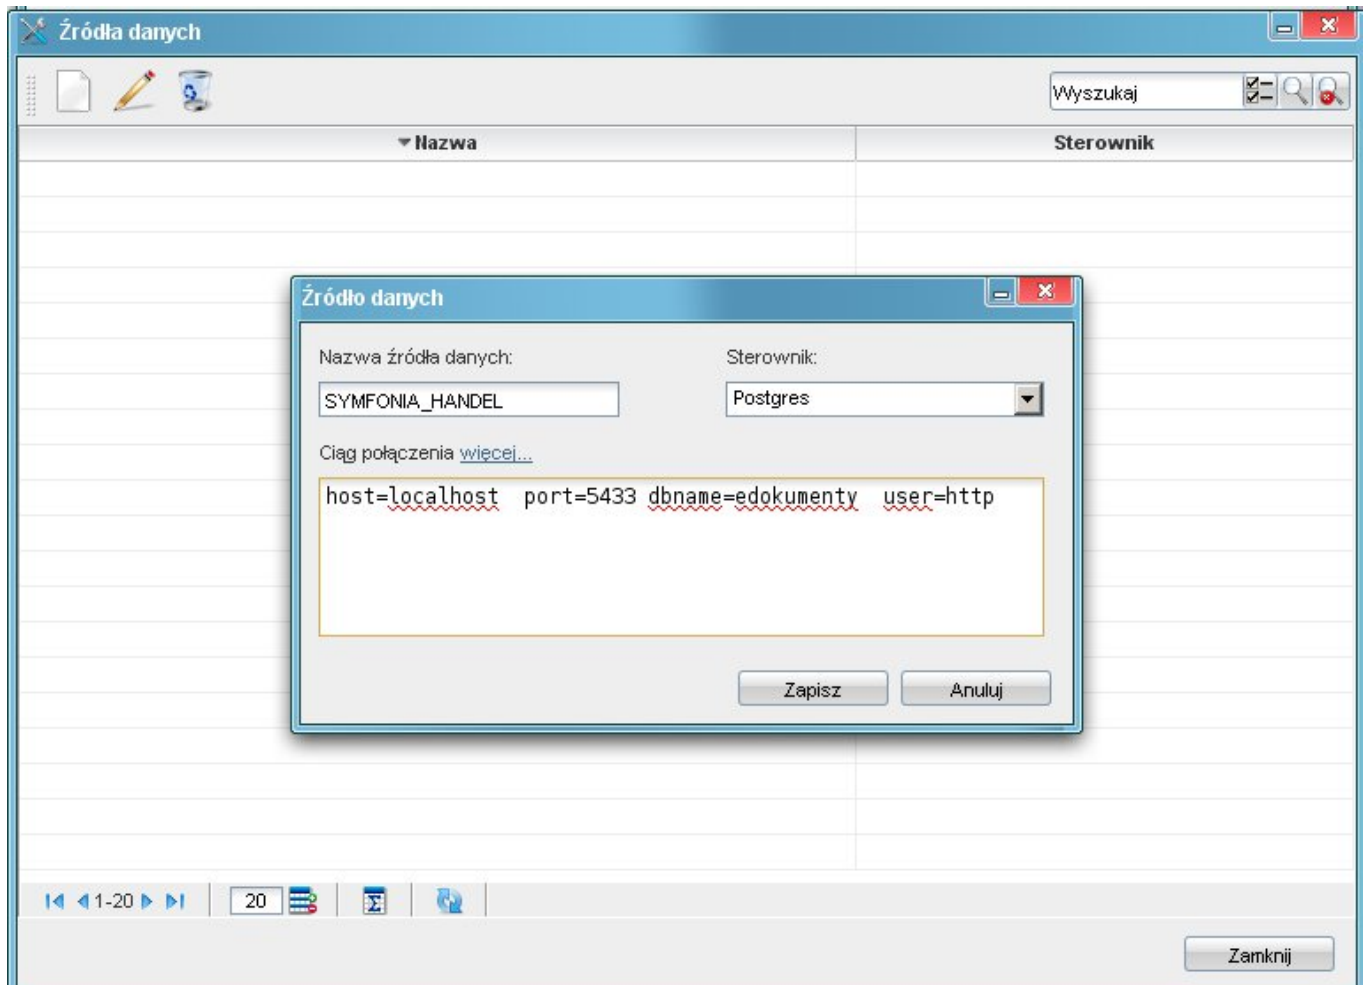 Źródła danych
Wyszukaj
Nazwa Sterownik
Źródło danych
Nazwa źródła danych: Sterownik:
SYMFONIA_HANDEL Postgres
Ciąg połączenia więcej...
host=localhost  port=5433 dbname=edokumenty  user=http
Zapisz Anuluj
1-20 20
Zamknij